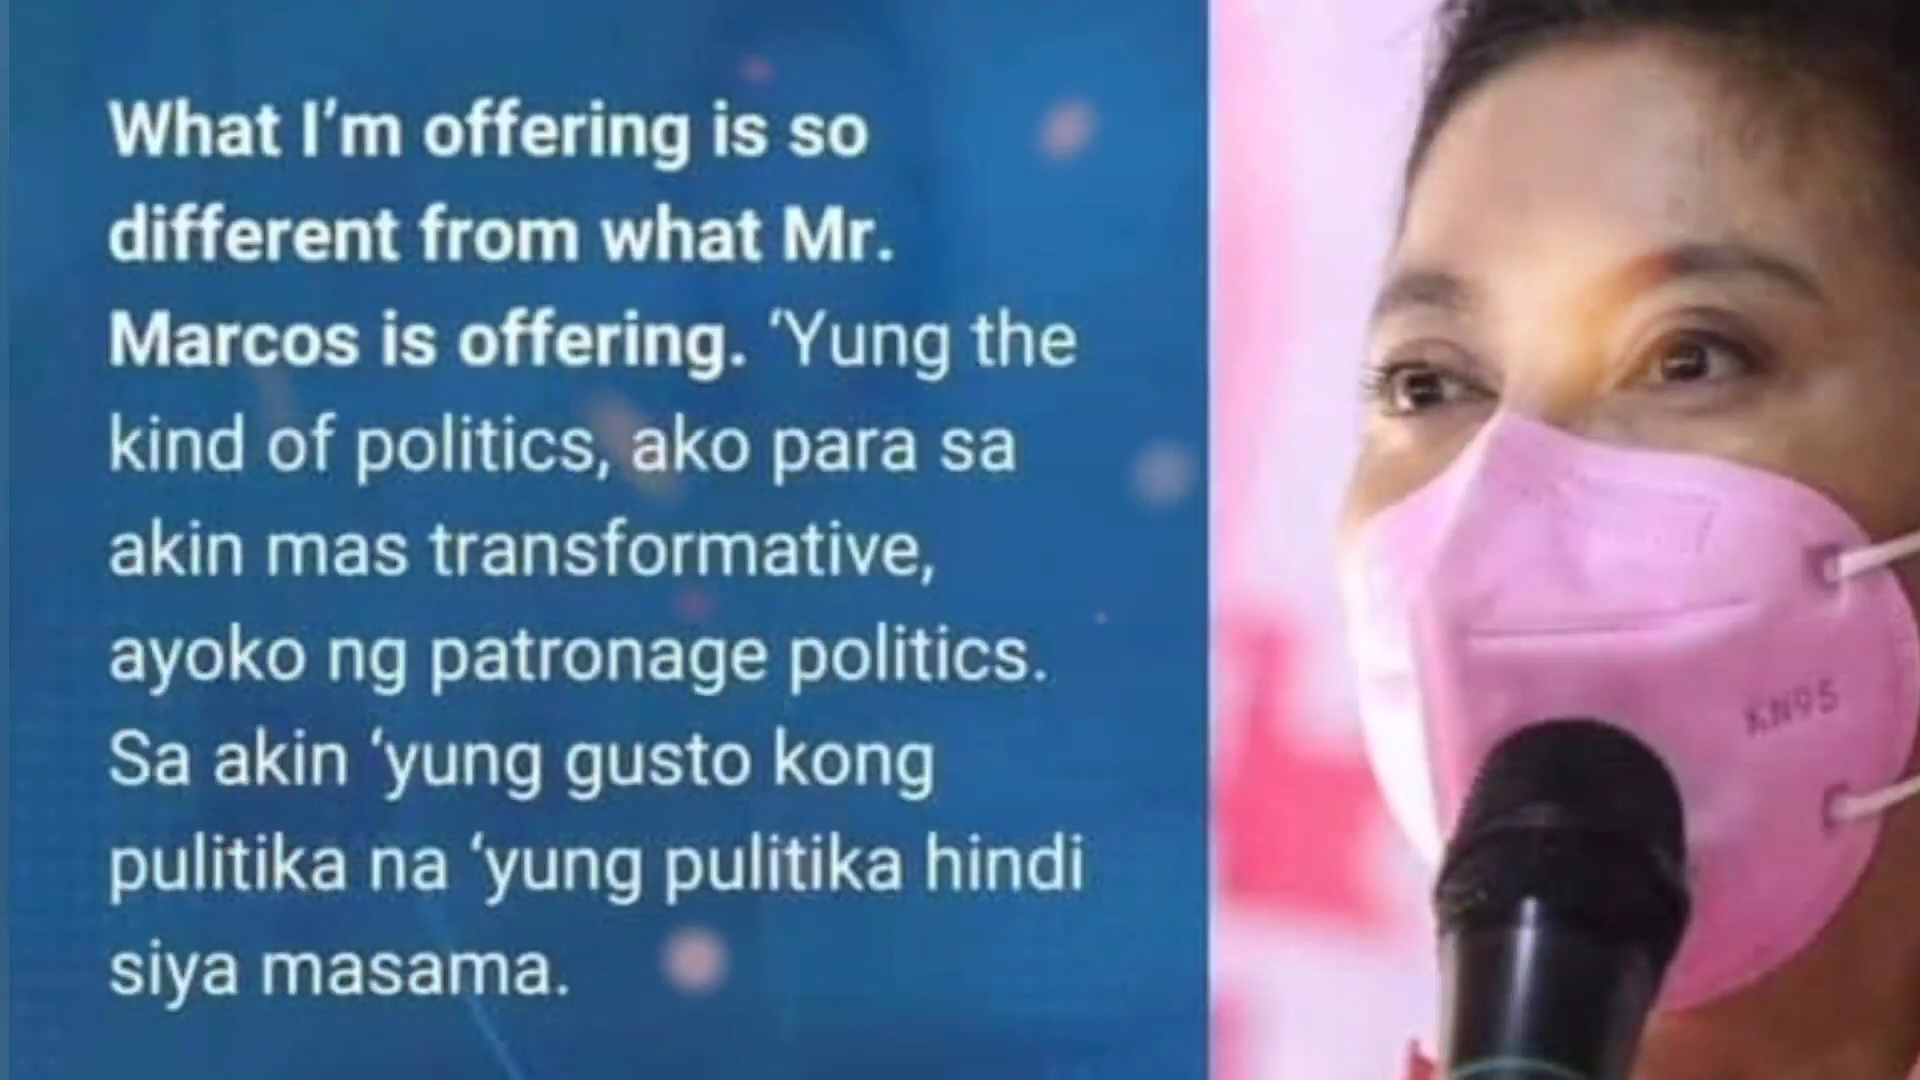 What I'm offering is so
different from what Mr.
Marcos is offering. ‘Yung the
kind of politics, ako para sa
akin mas transformative,
ayoko ng patronage politics.
Sa akin ‘yung gusto kong
pulitika na ‘yung pulitika hindi
siya masama.
KN95